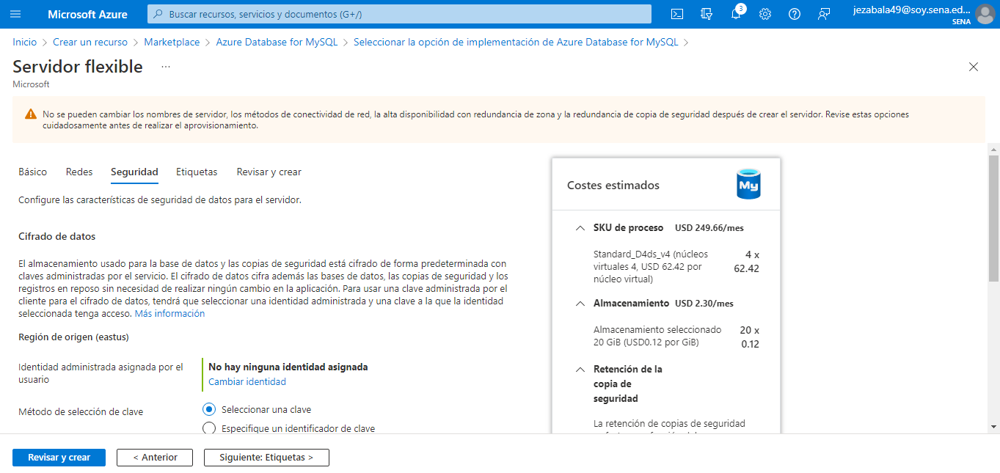 Microsoft Azure
Buscar recursos, servicios y documentos (G+/)
3
jezabala49@soy.sena.ed...
SENA
Inicio > Crear un recurso > Marketplace > Azure Database for MySQL > Seleccionar la opción de implementación de Azure Database for MySQL >
Servidor flexible ...
Microsoft
No se pueden cambiar los nombres de servidor, los métodos de conectividad de red, la alta disponibilidad con redundancia de zona y la redundancia de copia de seguridad después de crear el servidor. Revise estas opciones
cuidadosamente antes de realizar el aprovisionamiento.
Básico Redes Seguridad Etiquetas Revisar y crear
Configure las características de seguridad de datos para el servidor.
Cifrado de datos
El almacenamiento usado para la base de datos y las copias de seguridad está cifrado de forma predeterminada con
claves administradas por el servicio. El cifrado de datos cifra además las bases de datos, las copias de seguridad y los
registros en reposo sin necesidad de realizar ningún cambio en la aplicación. Para usar una clave administrada por el
cliente para el cifrado de datos, tendrá que seleccionar una identidad administrada y una clave a la que la identidad
seleccionada tenga acceso. Más información
Región de origen (eastus)
Identidad administrada asignada por el
usuario
No hay ninguna identidad asignada
Cambiar identidad
Método de selección de clave
Seleccionar una clave
Especifique un identificador de clave
Costes estimados
My
SKU de proceso USD 249.66/mes
Standard_D4ds_v4 (núcleos
virtuales 4, USD 62.42 por
núcleo virtual)
4 x
62.42
Almacenamiento USD 2.30/mes
Almacenamiento seleccionado
20 GiB (USD0.12 por GiB)
20 x
0.12
Retención de la
copia de
seguridad
La retención de copias de seguridad
Revisar y crear
< Anterior
Siguiente: Etiquetas >